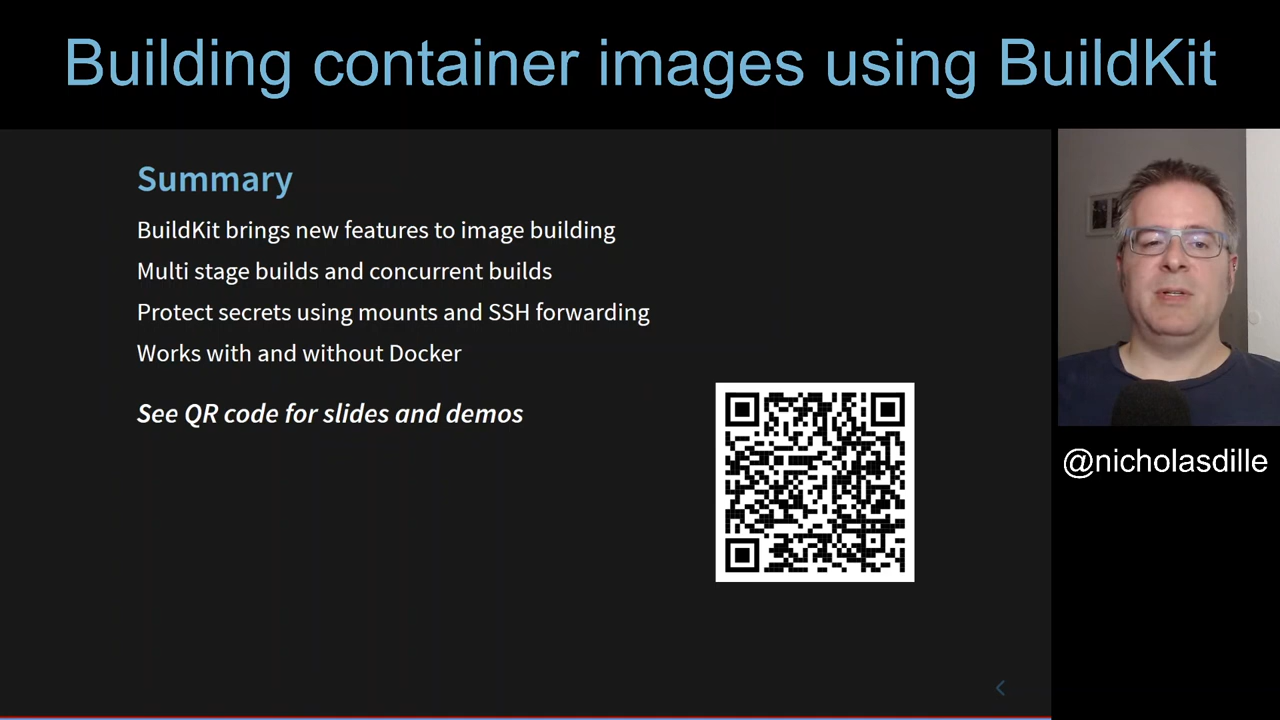 Building container images using BuildKit
Summary
BuildKit brings new features to image building
Multi stage builds and concurrent builds
Protect secrets using mounts and SSH forwarding
Works with and without Docker
See QR code for slides and demos
@nicholasdille